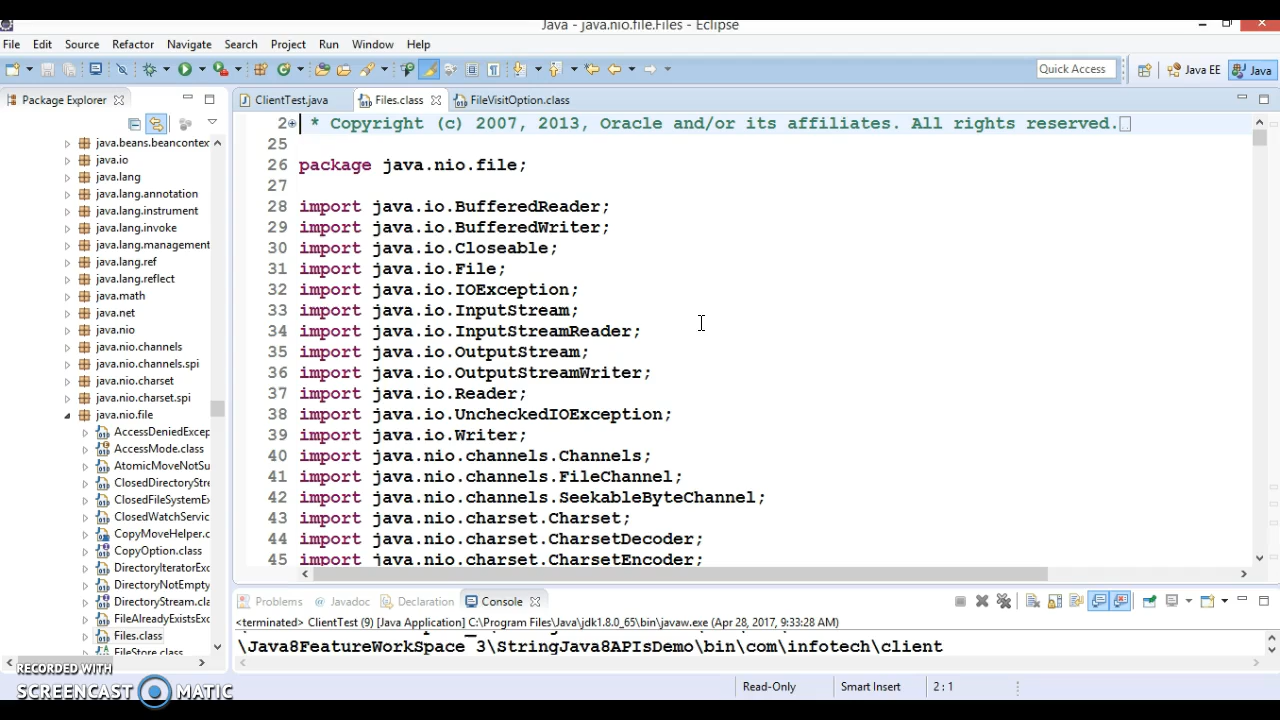 Java - java.nio.file.Files - Eclipse
File Edit Source Refactor Navigate Search Project Run Window Help
Quick Access Java EE Java
Package Explorer
java.beans.beancontex
java.io
java.lang
java.lang.annotation
java.lang.instrument
java.lang.invoke
java.lang.management
java.lang.ref
java.lang.reflect
java.math
java.net
java.nio
java.nio.channels
java.nio.channels.spi
java.nio.charset
java.nio.charset.spi
java.nio.file
AccessDeniedExcep
AccessMode.class
AtomicMoveNotSu
ClosedDirectoryStre
ClosedFileSystemEx
ClosedWatchServic
CopyMoveHelper.c
CopyOption.class
DirectoryIteratorExc
DirectoryNotEmpty
DirectoryStream.cla
FileAlreadyExistsExc
Files.class
FileStore.class
ClientTest.java Files.class FileVisitOption.class
2 * Copyright (c) 2007, 2013, Oracle and/or its affiliates. All rights reserved.
25
26 package java.nio.file;
27
28 import java.io.BufferedReader;
29 import java.io.BufferedWriter;
30 import java.io.Closeable;
31 import java.io.File;
32 import java.io.IOException;
33 import java.io.InputStream;
34 import java.io.InputStreamReader;
35 import java.io.OutputStream;
36 import java.io.OutputStreamWriter;
37 import java.io.Reader;
38 import java.io.UncheckedIOException;
39 import java.io.Writer;
40 import java.nio.channels.Channels;
41 import java.nio.channels.FileChannel;
42 import java.nio.channels.SeekableByteChannel;
43 import java.nio.charset.Charset;
44 import java.nio.charset.CharsetDecoder;
45 import java.nio.charset.CharsetEncoder;
Problems Javadoc Declaration Console
<terminated> ClientTest (9) [Java Application] C:\Program Files\Java\jdk1.8.0_65\bin\javaw.exe (Apr 28, 2017, 9:33:28 AM)
\Java8FeatureWorkSpace 3\StringJava8APIsDemo\bin\com\infotech\client
Read-Only Smart Insert 2 : 1
RECORDED WITH
SCREENCAST MATIC